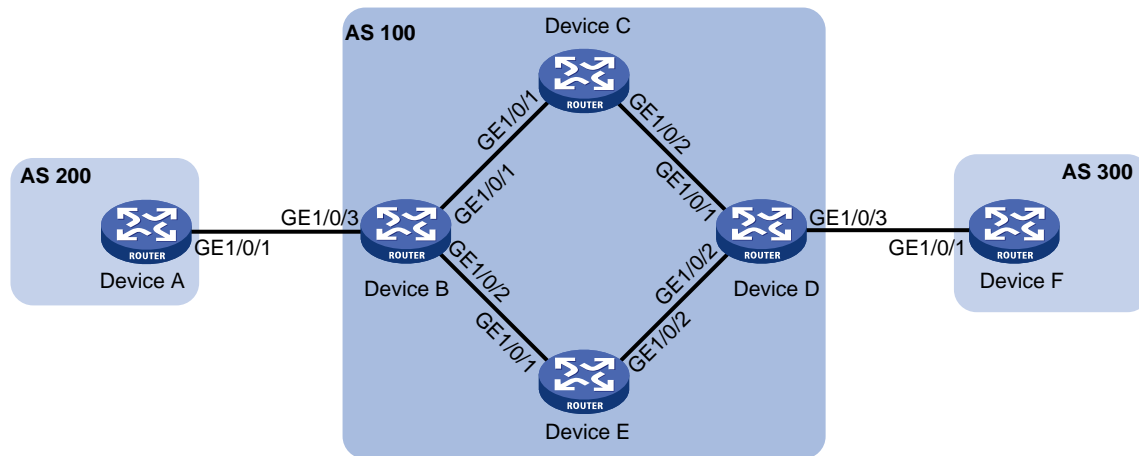 AS 100
Device C
ROUTER
GE1/0/1
GE1/0/2
AS 200
AS 300
GE1/0/1
GE1/0/1
GE1/0/3
GE1/0/3
ROUTER
ROUTER
ROUTER
ROUTER
GE1/0/1
GE1/0/1
Device A
Device B
Device D
Device F
GE1/0/2
GE1/0/2
GE1/0/1
GE1/0/2
ROUTER
Device E